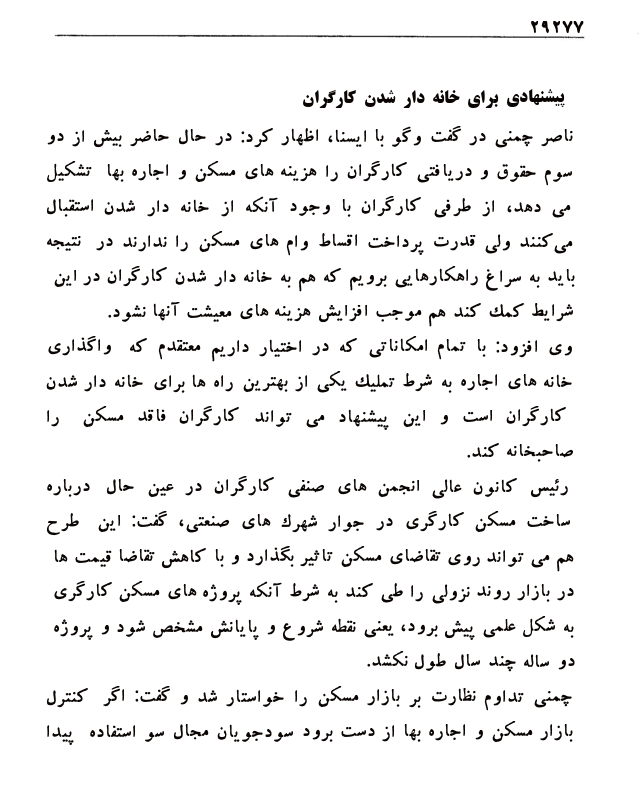 ۲۹۲۷۷
پیشنهادی برای خانه دار شدن کارگران
ناصر چمنی در گفت وگو با ایسنا، اظهار کرد: در حال حاضر بیش از دو
سوم حقوق و دریافتی کارگران را هزینه های مسکن و اجاره بها تشکیل
می دهد، از طرفی کارگران با وجود آنکه از خانه دار شدن استقبال
می‌کنند ولی قدرت پرداخت اقساط وام های مسکن را ندارند در نتیجه
باید به سراغ راهکارهایی برویم که هم به خانه دار شدن کارگران در این
شرایط کمک کند هم موجب افزایش هزینه های معیشت آنها نشود.
وی افزود: با تمام امکاناتی که در اختیار داریم معتقدم که واگذاری
خانه های اجاره به شرط تملیک یکی از بهترین راه ها برای خانه دار شدن
کارگران است و این پیشنهاد می تواند کارگران فاقد مسکن را
صاحبخانه کند.
رئیس کانون عالی انجمن های صنفی کارگران در عین حال درباره
ساخت مسکن کارگری در جوار شهرک های صنعتی، گفت: این طرح
هم می تواند روی تقاضای مسکن تاثیر بگذارد و با کاهش تقاضا قیمت ها
در بازار روند نزولی را طی کند به شرط آنکه پروژه های مسکن کارگری
به شکل علمی پیش برود، یعنی نقطه شروع و پایانش مشخص شود و پروژه
دو ساله چند سال طول نکشد.
چمنی تداوم نظارت بر بازار مسکن را خواستار شد و گفت: اگر کنترل
بازار مسکن و اجاره بها از دست برود سودجویان مجال سو استفاده پیدا